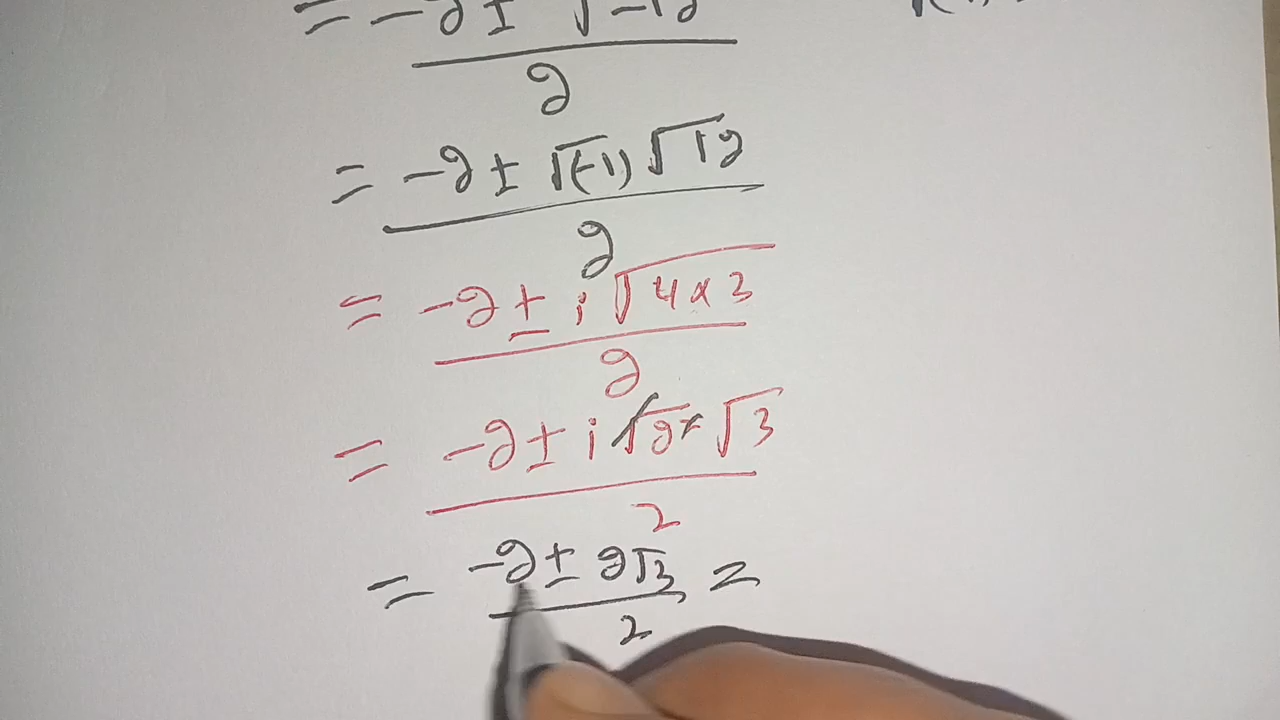 = -2 ± √-12
2
= -2 ± √(-1) √12
2
= -2 ± i √4 × 3
2
= -2 ± i √2² √3
2
= -2 ± 2√3 =
2